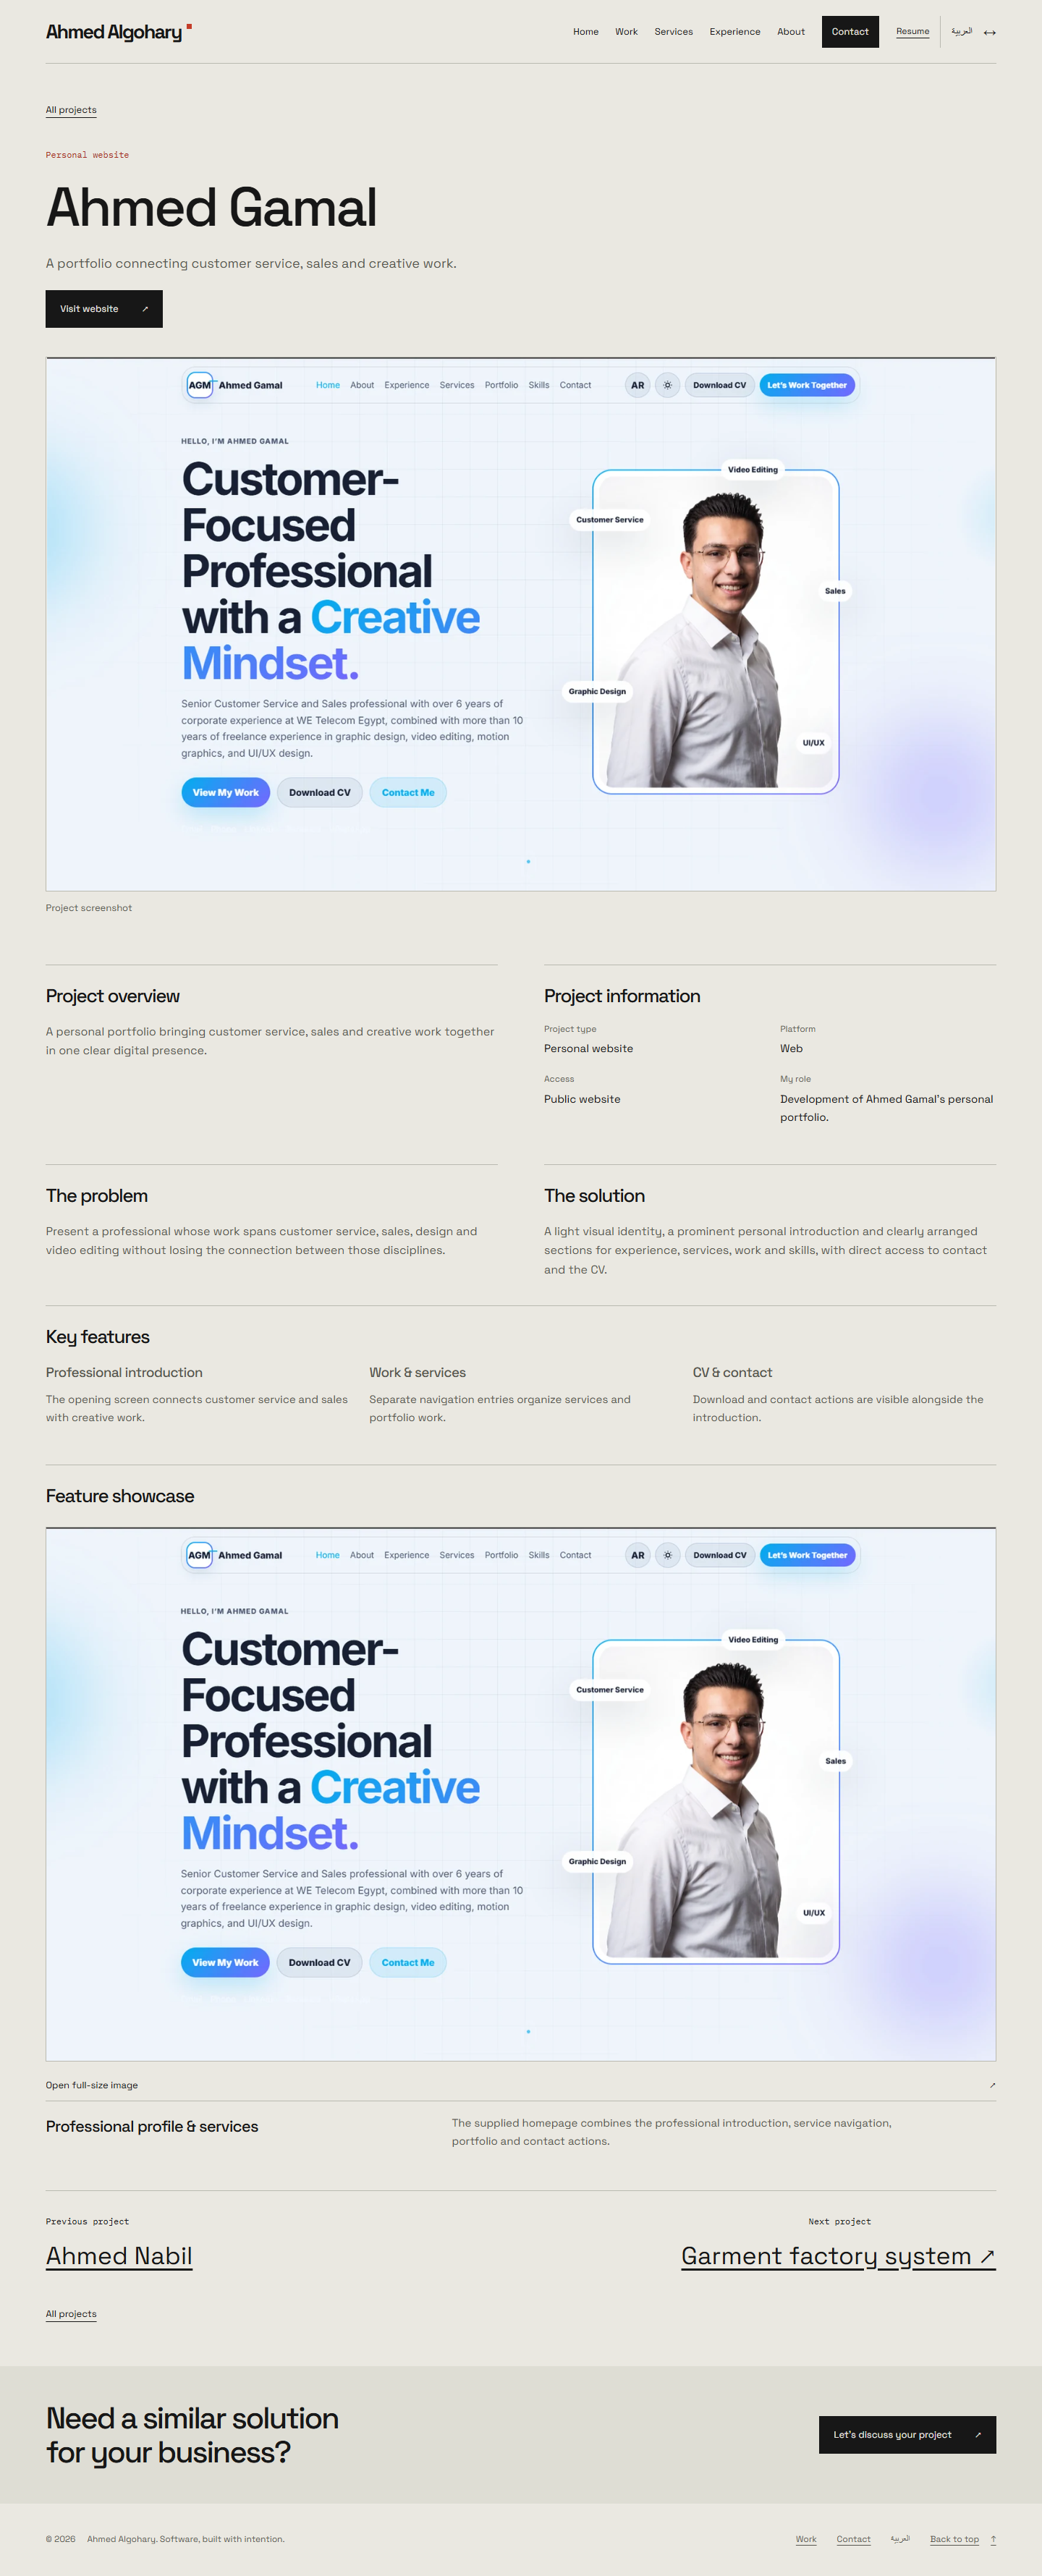 Ahmed Algohary
Home Work Services Experience About Contact Resume العربية ↔
All projects
Personal website
Ahmed Gamal
A portfolio connecting customer service, sales and creative work.
Visit website ↗
AGM Ahmed Gamal Home About Experience Services Portfolio Skills Contact AR Download CV Let's Work Together
HELLO, I'M AHMED GAMAL
Customer-
Focused
Professional
with a Creative
Mindset.
Senior Customer Service and Sales professional with over 6 years of
corporate experience at WE Telecom Egypt, combined with more than 10
years of freelance experience in graphic design, video editing, motion
graphics, and UI/UX design.
View My Work Download CV Contact Me
Video Editing
Customer Service
Sales
Graphic Design
UI/UX
Project screenshot
Project overview
A personal portfolio bringing customer service, sales and creative work together
in one clear digital presence.
Project information
Project type
Personal website
Platform
Web
Access
Public website
My role
Development of Ahmed Gamal's personal
portfolio.
The problem
Present a professional whose work spans customer service, sales, design and
video editing without losing the connection between those disciplines.
The solution
A light visual identity, a prominent personal introduction and clearly arranged
sections for experience, services, work and skills, with direct access to contact
and the CV.
Key features
Professional introduction
The opening screen connects customer service and sales
with creative work.
Work & services
Separate navigation entries organize services and
portfolio work.
CV & contact
Download and contact actions are visible alongside the
introduction.
Feature showcase
AGM Ahmed Gamal Home About Experience Services Portfolio Skills Contact AR Download CV Let's Work Together
HELLO, I'M AHMED GAMAL
Customer-
Focused
Professional
with a Creative
Mindset.
Senior Customer Service and Sales professional with over 6 years of
corporate experience at WE Telecom Egypt, combined with more than 10
years of freelance experience in graphic design, video editing, motion
graphics, and UI/UX design.
View My Work Download CV Contact Me
Video Editing
Customer Service
Sales
Graphic Design
UI/UX
Open full-size image ↗
Professional profile & services
The supplied homepage combines the professional introduction, service navigation,
portfolio and contact actions.
Previous project
Ahmed Nabil
Next project
Garment factory system ↗
All projects
Need a similar solution
for your business?
Let's discuss your project ↗
© 2026 Ahmed Algohary. Software, built with intention.
Work Contact العربية Back to top ↑